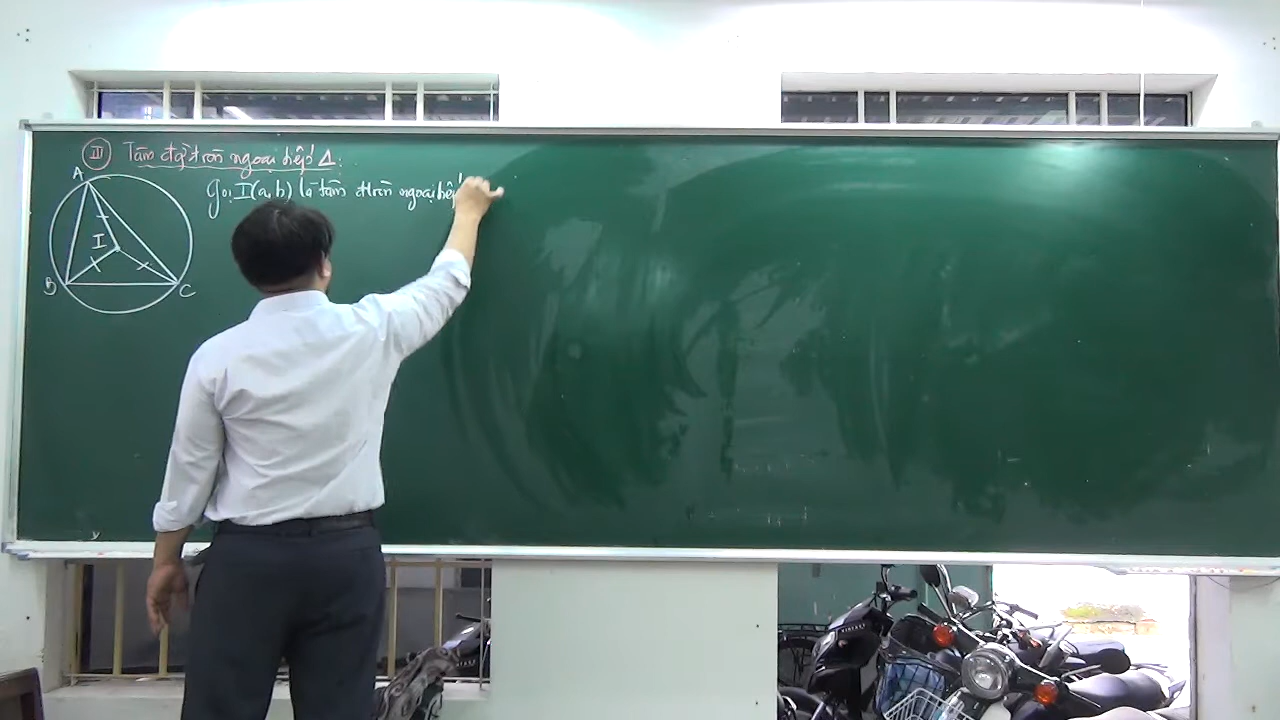 III Tâm đg tròn ngoại tiếp Δ:
A
Gọi I(a,b) là tâm đtròn ngoại tiếp
I
B
C